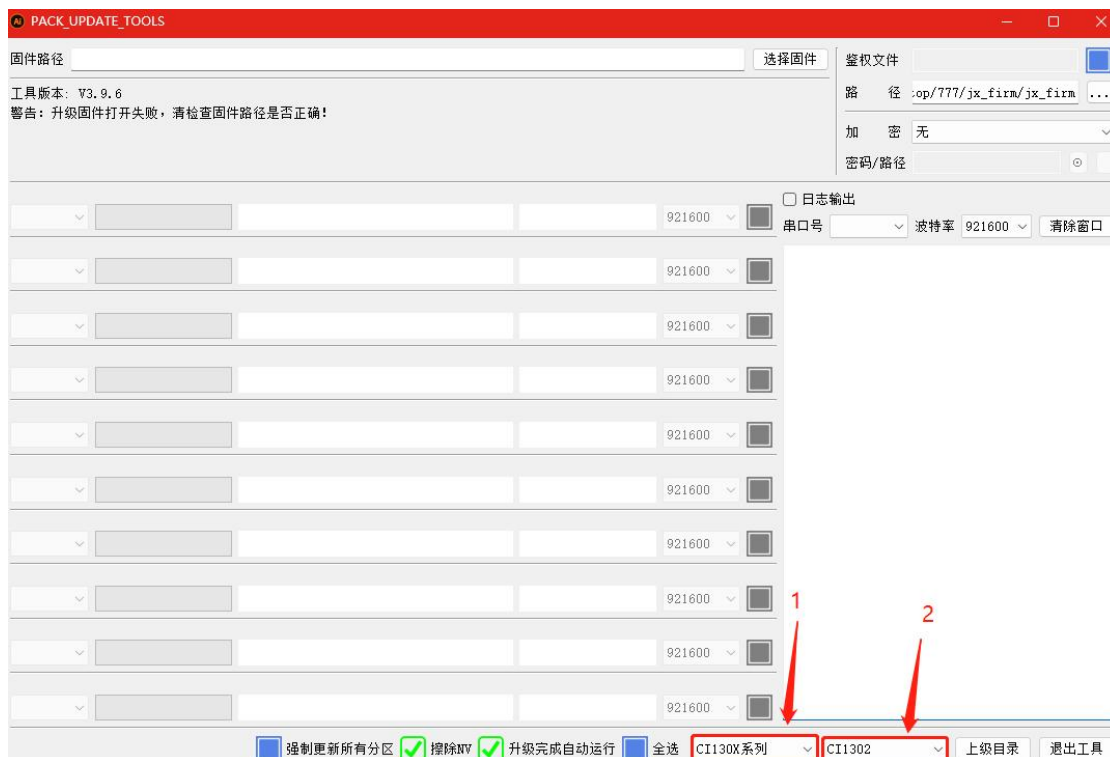 PACK_UPDATE_TOOLS
固件路径 选择固件
工具版本: V3.9.6
警告: 升级固件打开失败，请检查固件路径是否正确!
鉴权文件
路 径 :op/777/jx_firm/jx_firm ...
加 密 无
密码/路径
日志输出
串口号 波特率 921600 清除窗口
921600
921600
921600
921600
921600
921600
921600
921600
921600
921600
1
2
强制更新所有分区 擦除NV 升级完成自动运行 全选 CI130X系列 CI1302 上级目录 退出工具